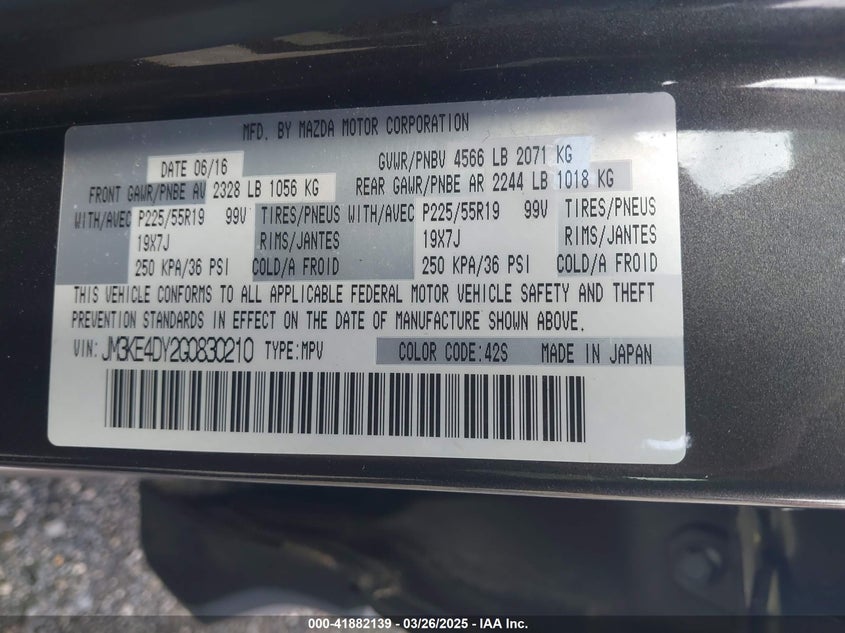 MFD. BY MAZDA MOTOR CORPORATION
DATE 06/16 GVWR/PNBV 4566 LB 2071 KG
FRONT GAWR/PNBE AV 2328 LB 1056 KG REAR GAWR/PNBE AR 2244 LB 1018 KG
WITH/AVEC P225/55R19 99V TIRES/PNEUS WITH/AVEC P225/55R19 99V TIRES/PNEUS
19X7J RIMS/JANTES 19X7J RIMS/JANTES
250 KPA/36 PSI COLD/A FROID 250 KPA/36 PSI COLD/A FROID
THIS VEHICLE CONFORMS TO ALL APPLICABLE FEDERAL MOTOR VEHICLE SAFETY AND THEFT
PREVENTION STANDARDS IN EFFECT ON THE DATE OF MANUFACTURE SHOWN ABOVE.
VIN: JM3KE4DY2G0830210 TYPE:MPV COLOR CODE:42S MADE IN JAPAN
000-41882139 - 03/26/2025 - IAA Inc.